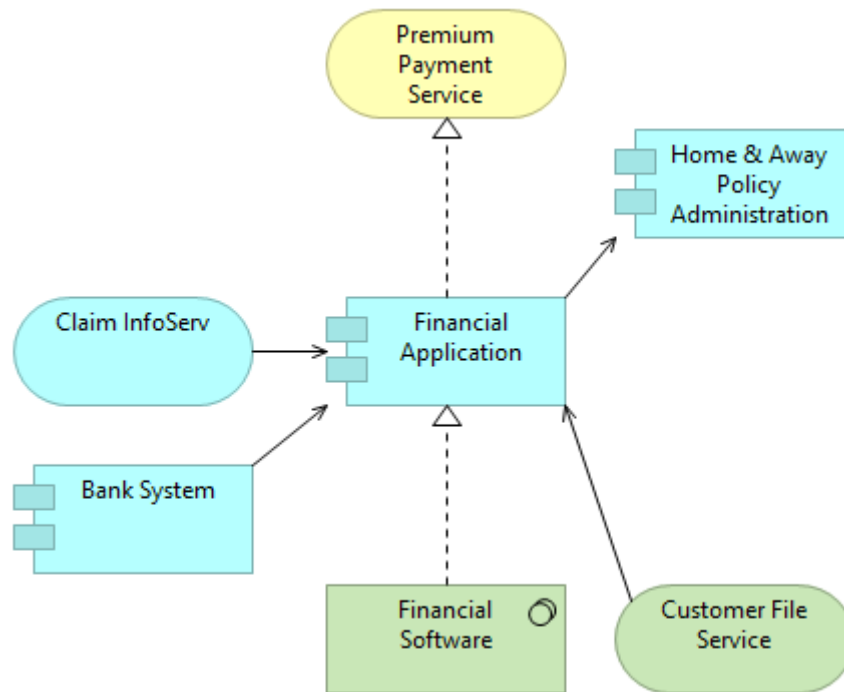 Premium
Payment
Service
Home & Away
Policy
Administration
Claim InfoServ
Financial
Application
Bank System
Financial
Software
Customer File
Service